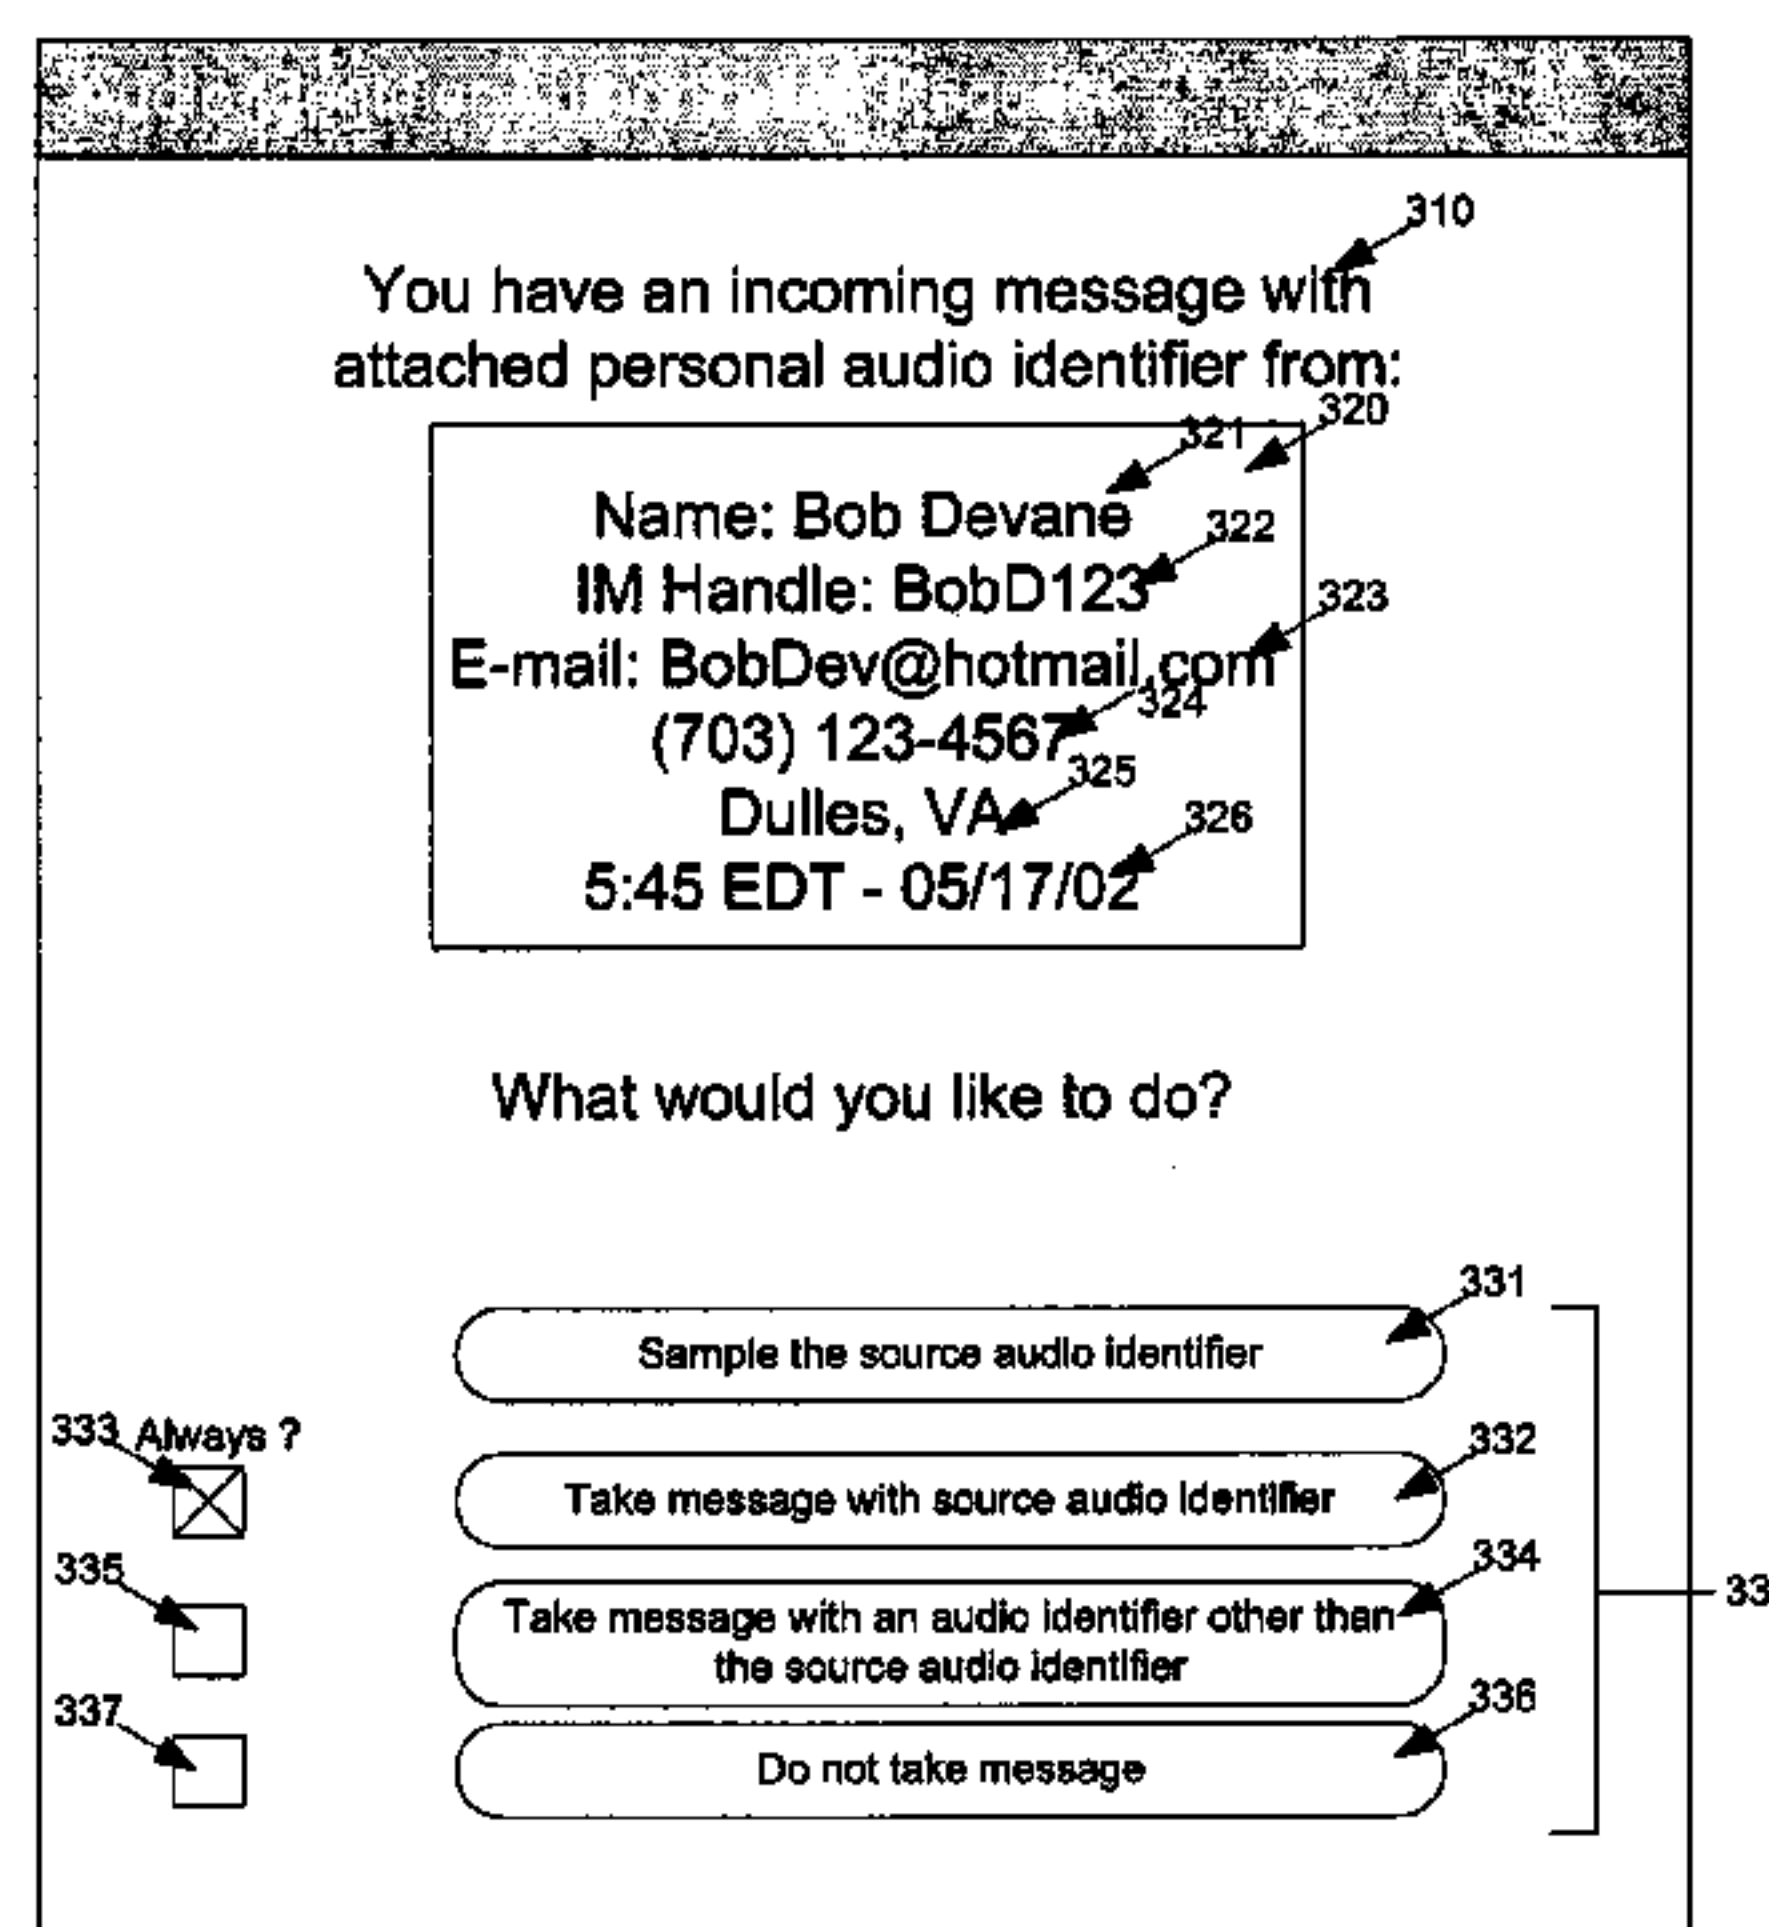 310
You have an incoming message with
attached personal audio identifier from:
320
321
Name: Bob Devane
322
IM Handle: BobD123
323
E-mail: BobDev@hotmail.com
324
(703) 123-4567
325
Dulles, VA
326
5:45 EDT - 05/17/02
What would you like to do?
331
Sample the source audio identifier
333 Always ?
332
Take message with source audio identifier
335
334
33
Take message with an audio identifier other than
the source audio identifier
337
336
Do not take message